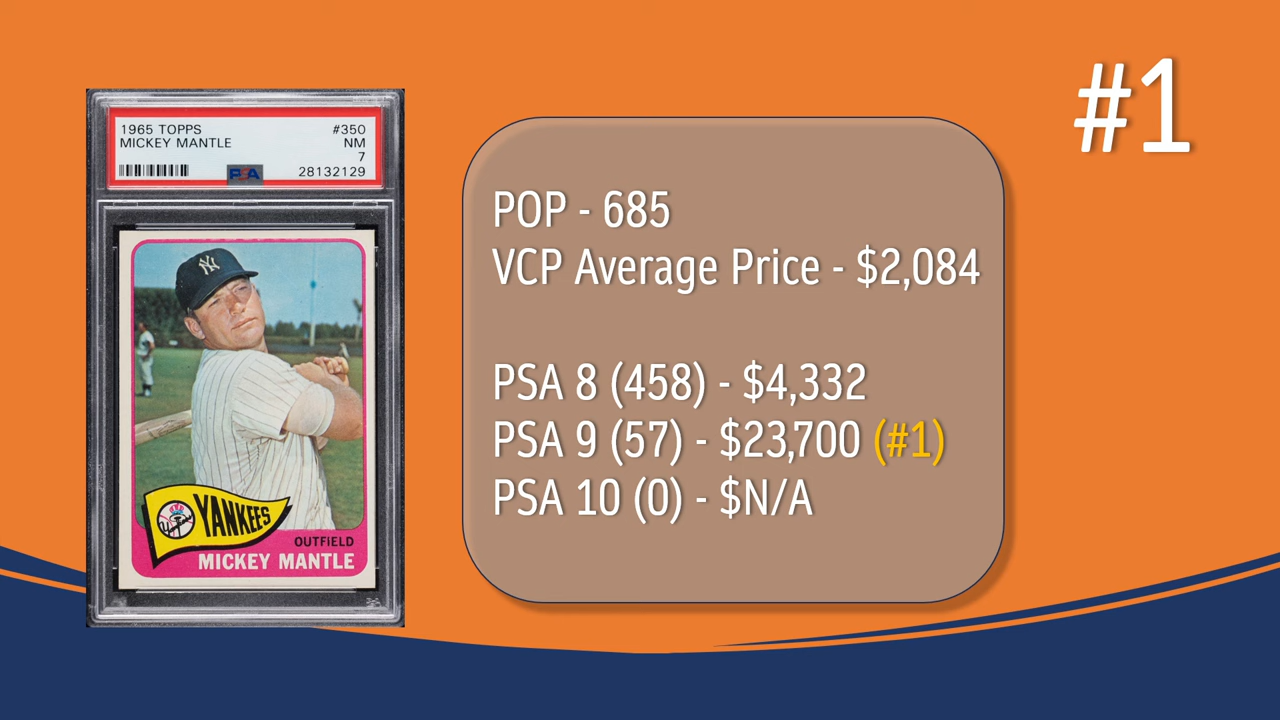 #1
1965 TOPPS #350
MICKEY MANTLE NM
7
PSA 28132129
POP - 685
VCP Average Price - $2,084
PSA 8 (458) - $4,332
PSA 9 (57) - $23,700 (#1)
PSA 10 (0) - $N/A
NY
YANKEES
OUTFIELD
MICKEY MANTLE